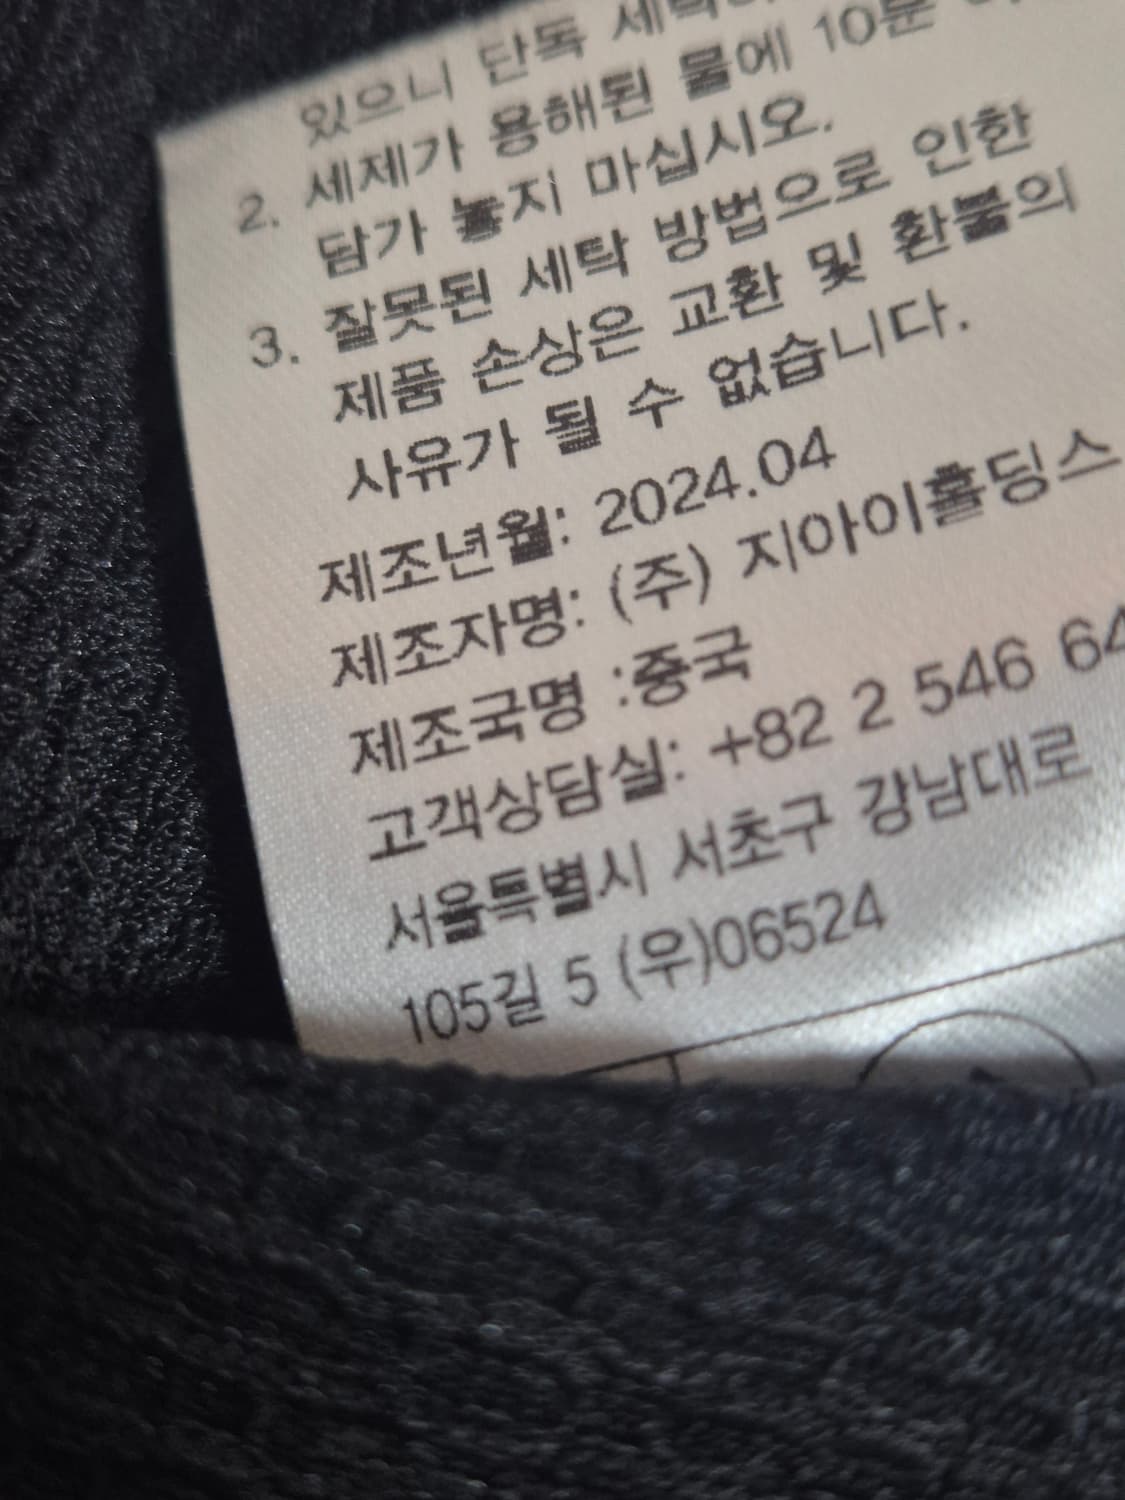 있으니 단독
2. 세제가 용해된 물에 10분
담가 놓지 마십시오.
3. 잘못된 세탁 방법으로 인한
제품 손상은 교환 및 환불의
사유가 될 수 없습니다.
제조년월: 2024.04
제조자명: (주) 지아이홀딩스
제조국명 :중국
고객상담실: +82 2 546 64
서울특별시 서초구 강남대로
105길 5 (우)06524